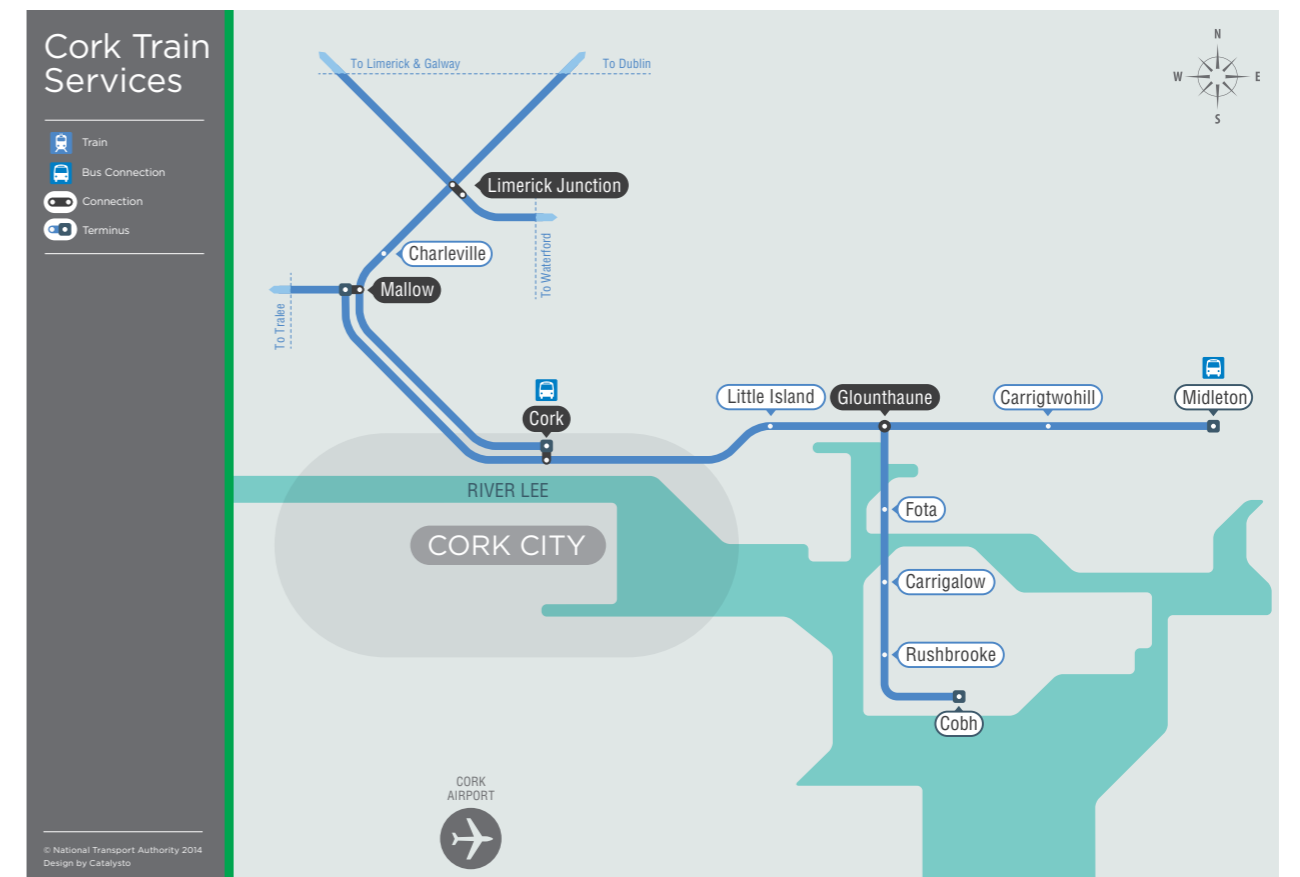 Cork Train
Services
Train
Bus Connection
Connection
Terminus
© National Transport Authority 2014
Design by Catalysto
To Limerick & Galway
To Dublin
N
W
E
S
Limerick Junction
To Waterford
Charleville
Mallow
To Tralee
Cork
Little Island
Glounthaune
Carrigtwohill
Midleton
RIVER LEE
CORK CITY
Fota
Carrigalow
Rushbrooke
Cobh
CORK
AIRPORT